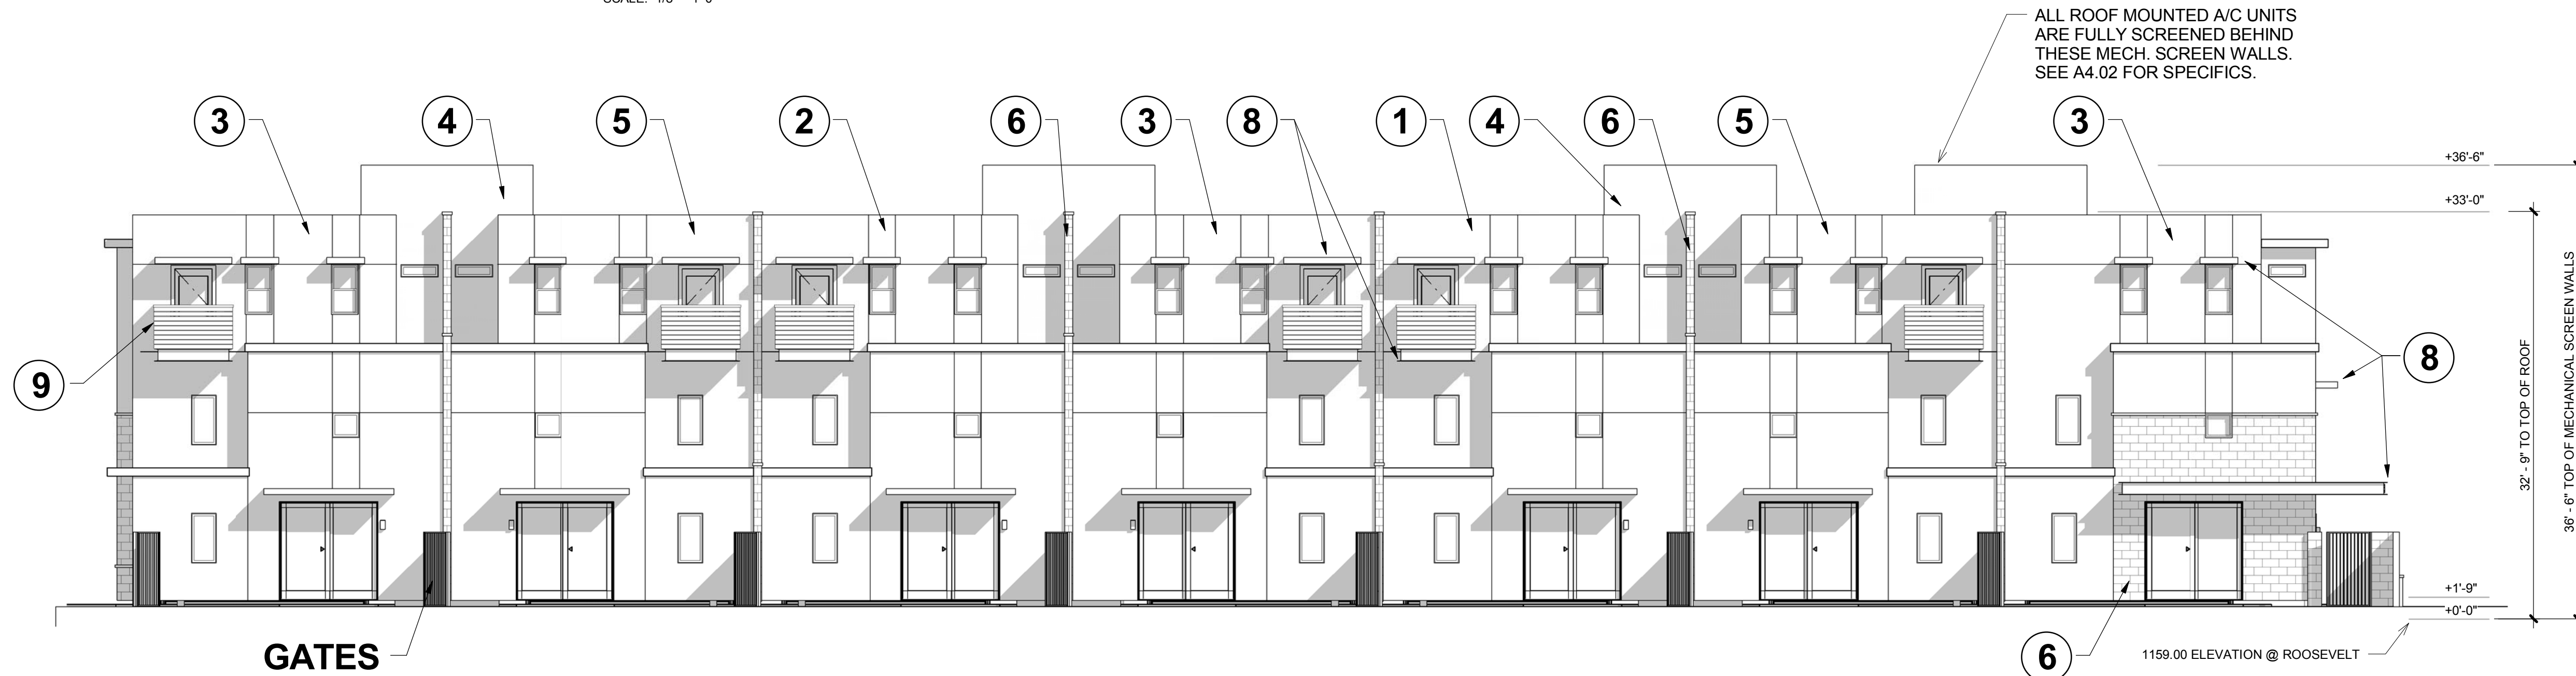 ALL ROOF MOUNTED A/C UNITS
ARE FULLY SCREENED BEHIND
THESE MECH. SCREEN WALLS.
SEE A4.02 FOR SPECIFICS.
3
4
5
2
6
3
8
1
4
6
5
3
+36'-6"
+33'-0"
9
8
32' - 9" TO TOP OF ROOF
36' - 6" TOP OF MECHANICAL SCREEN WALLS
+1'-9"
+0'-0"
GATES
6
1159.00 ELEVATION @ ROOSEVELT